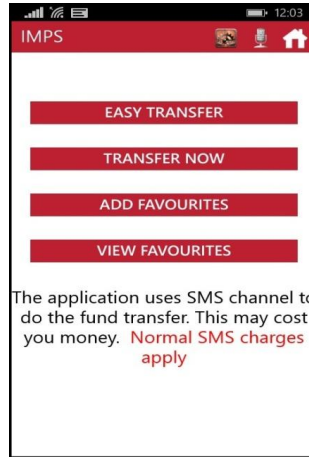 12:03
IMPS
EASY TRANSFER
TRANSFER NOW
ADD FAVOURITES
VIEW FAVOURITES
The application uses SMS channel to
do the fund transfer. This may cost
you money. Normal SMS charges
apply